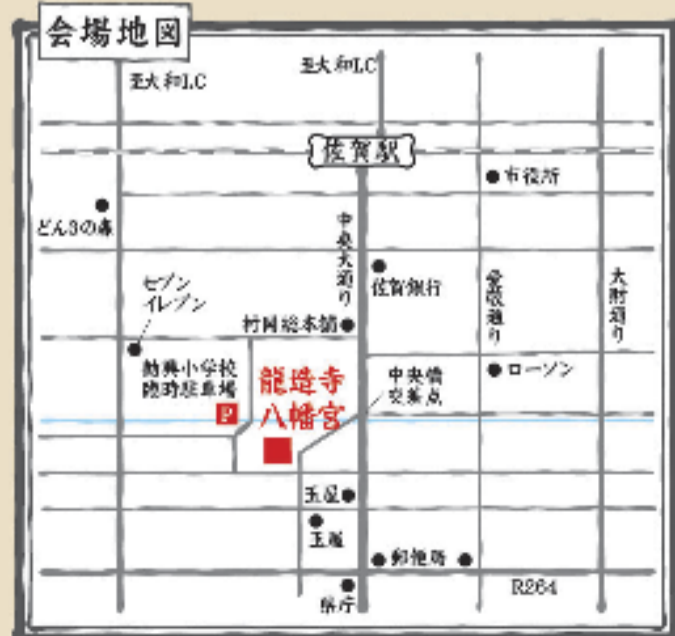 会場地図
至大和I.C
至大和I.C
佐賀駅
市役所
どん3の森
中央大通り
佐賀銀行
愛敬通り
大財通り
セブン
イレブン
村岡総本舗
勧興小学校
臨時駐車場
P
龍造寺
八幡宮
中央橋
交差点
ローソン
玉屋
玉屋
郵便局
県庁
R264